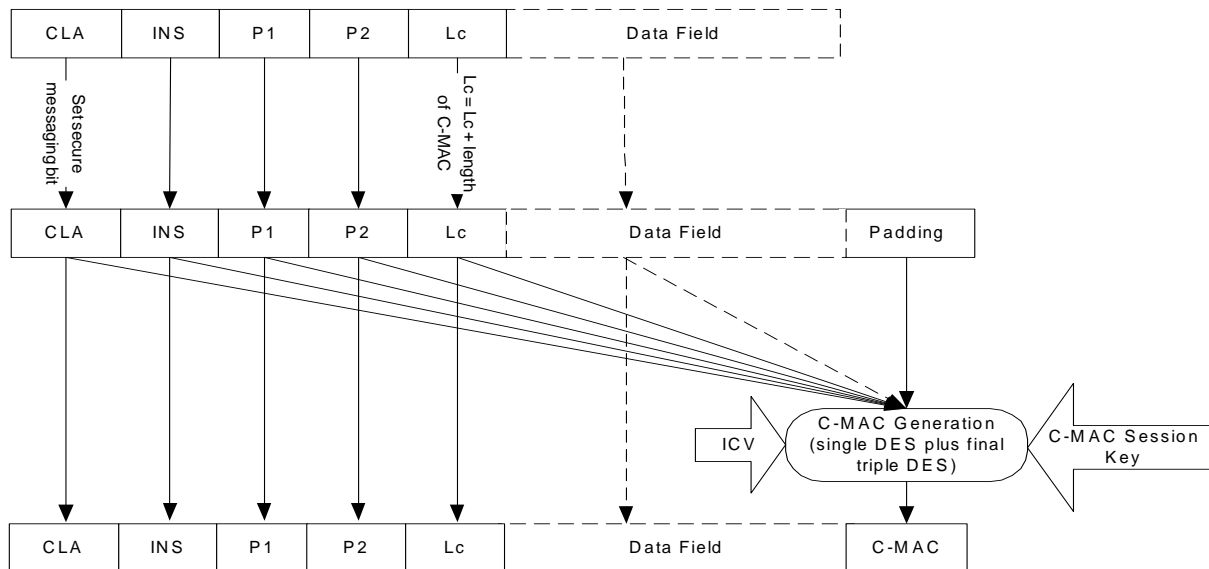 CLA INS P1 P2 Lc Data Field
Set secure
messaging bit
Lc = Lc + length
of C-MAC
CLA INS P1 P2 Lc Data Field Padding
C-MAC Generation
(single DES plus final
triple DES)
ICV
C-MAC Session
Key
CLA INS P1 P2 Lc Data Field C-MAC